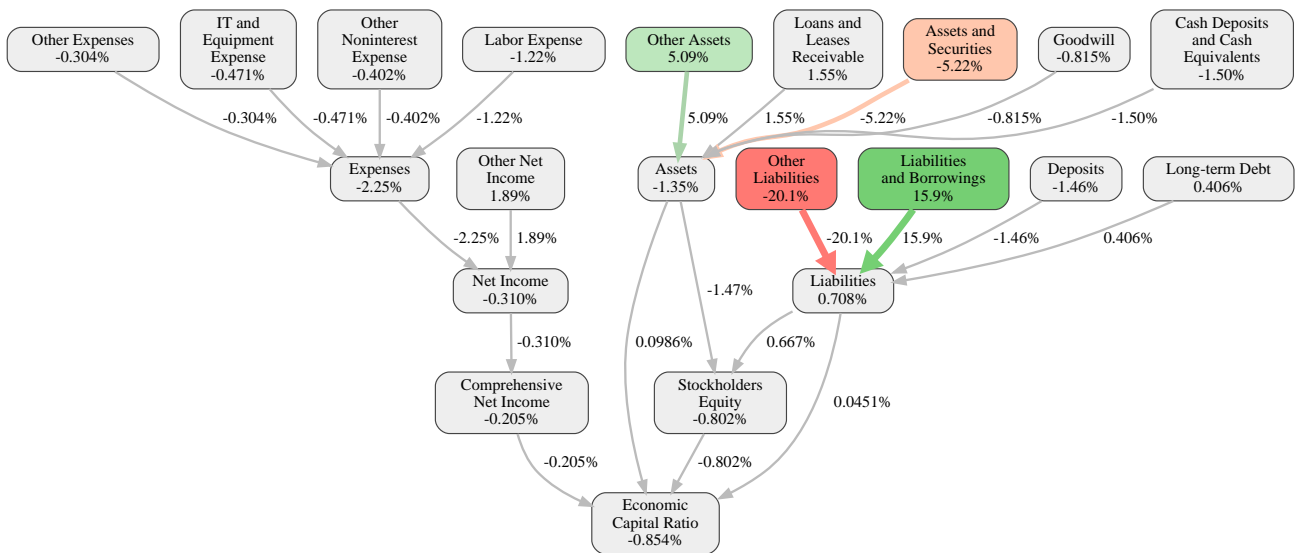 Other Expenses
-0.304%
IT and
Equipment
Expense
-0.471%
Other
Noninterest
Expense
-0.402%
Labor Expense
-1.22%
Other Assets
5.09%
Loans and
Leases
Receivable
1.55%
Assets and
Securities
-5.22%
Goodwill
-0.815%
Cash Deposits
and Cash
Equivalents
-1.50%
-0.304%
-0.471%
-0.402%
-1.22%
5.09%
1.55%
-5.22%
-0.815%
-1.50%
Expenses
-2.25%
Other Net
Income
1.89%
Assets
-1.35%
Other
Liabilities
-20.1%
Liabilities
and Borrowings
15.9%
Deposits
-1.46%
Long-term Debt
0.406%
-2.25%
1.89%
-20.1%
15.9%
-1.46%
0.406%
Net Income
-0.310%
-1.47%
Liabilities
0.708%
-0.310%
0.0986%
0.667%
Comprehensive
Net Income
-0.205%
Stockholders
Equity
-0.802%
0.0451%
-0.205%
-0.802%
Economic
Capital Ratio
-0.854%